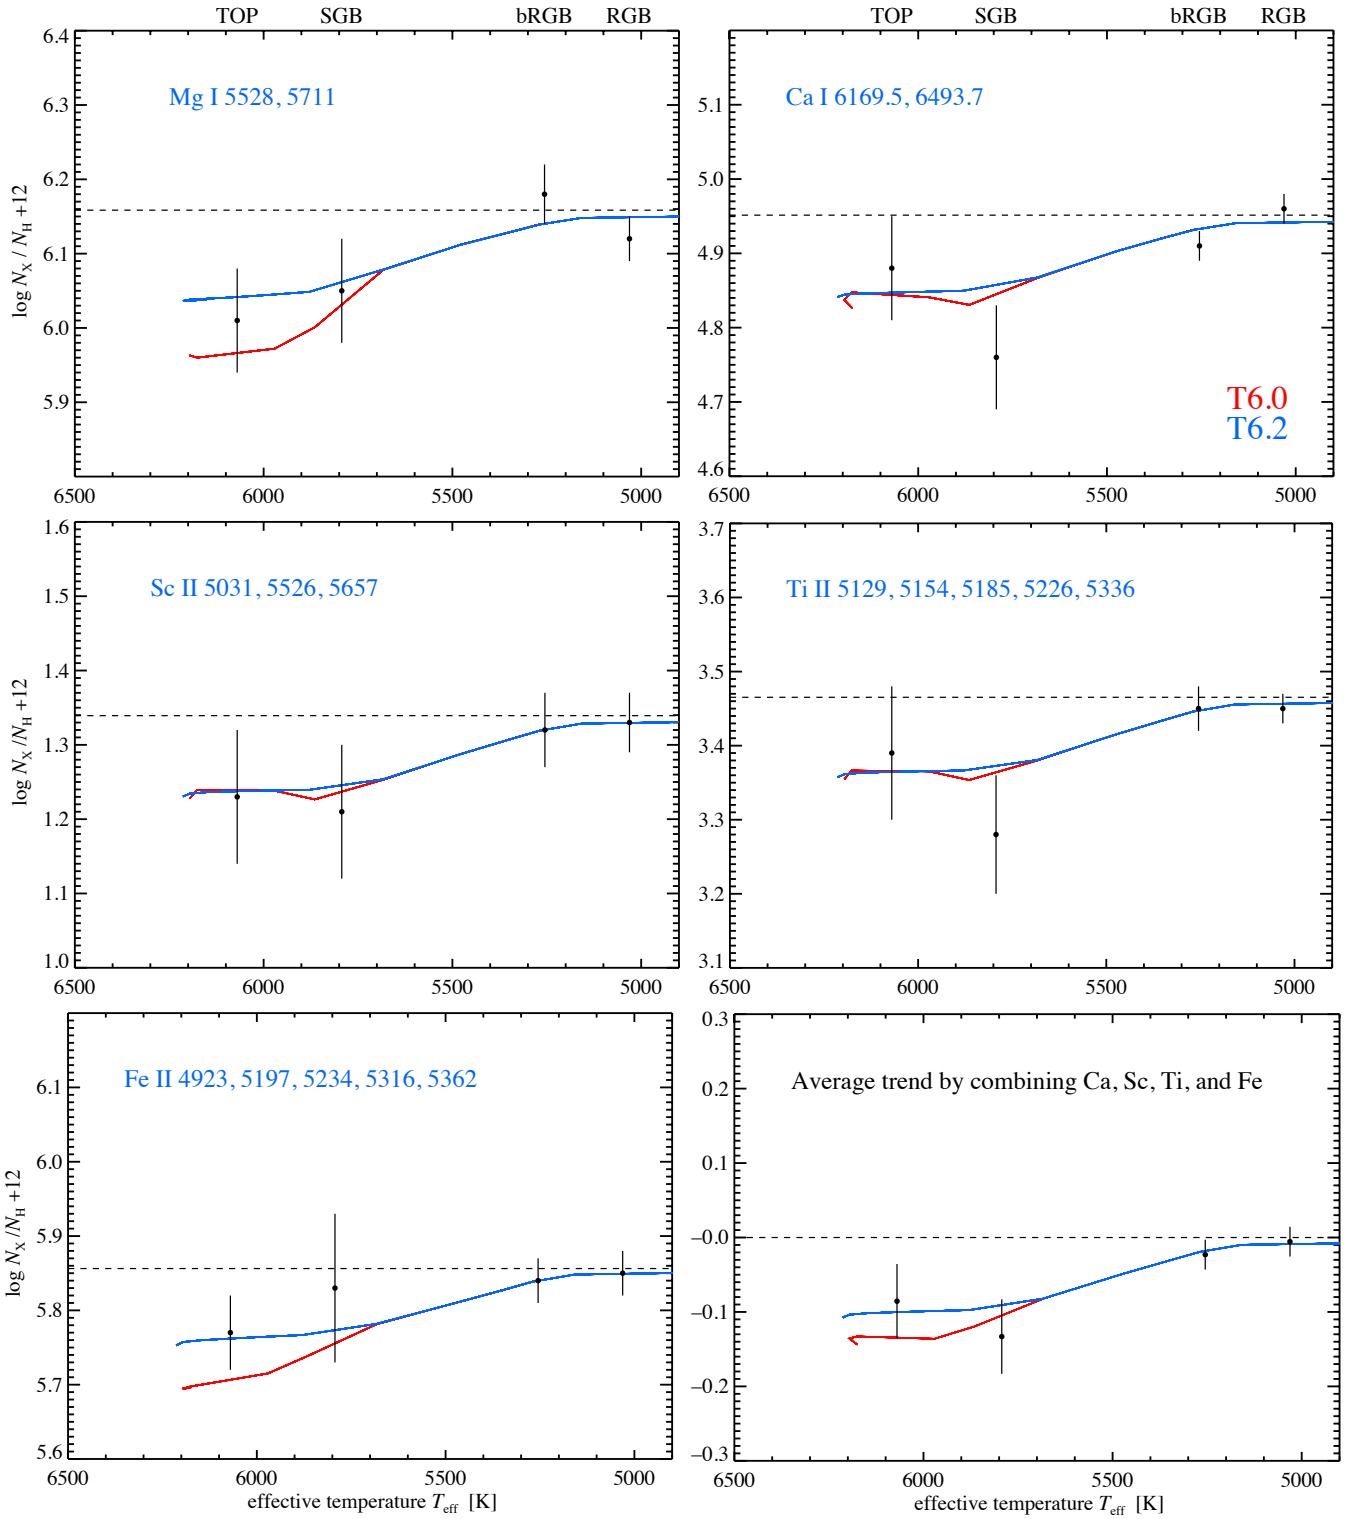 TOP SGB bRGB RGB
TOP SGB bRGB RGB
6.4
6.3
6.2
6.1
6.0
5.9
log N_X / N_H +12
Mg I 5528, 5711
6500 6000 5500 5000
5.1
5.0
4.9
4.8
4.7
4.6
Ca I 6169.5, 6493.7
T6.0
T6.2
6500 6000 5500 5000
1.6
1.5
1.4
1.3
1.2
1.1
1.0
log N_X /N_H +12
Sc II 5031, 5526, 5657
6500 6000 5500 5000
3.7
3.6
3.5
3.4
3.3
3.2
3.1
Ti II 5129, 5154, 5185, 5226, 5336
6500 6000 5500 5000
6.1
6.0
5.9
5.8
5.7
5.6
log N_X /N_H +12
Fe II 4923, 5197, 5234, 5316, 5362
6500 6000 5500 5000
effective temperature T_eff [K]
0.3
0.2
0.1
−0.0
−0.1
−0.2
−0.3
Average trend by combining Ca, Sc, Ti, and Fe
6500 6000 5500 5000
effective temperature T_eff [K]